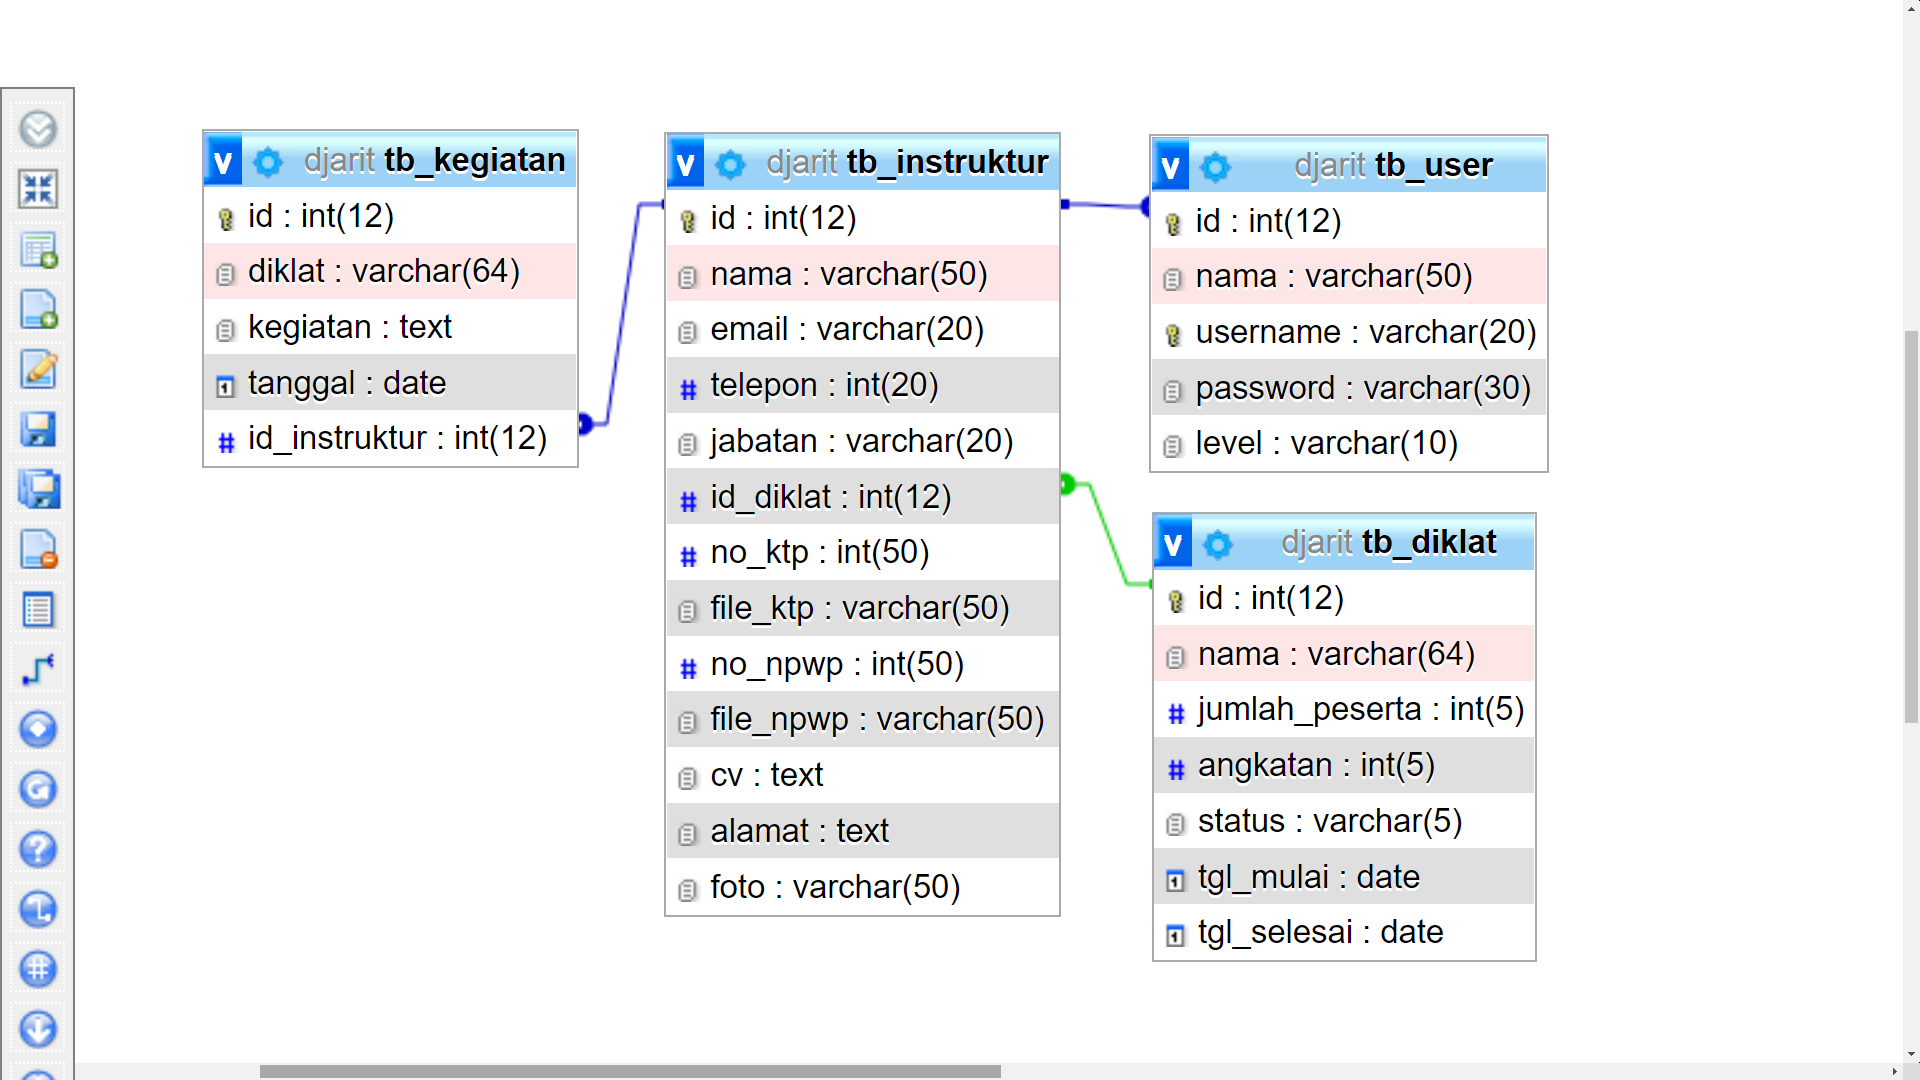 djarit tb_kegiatan
id : int(12)
diklat : varchar(64)
kegiatan : text
tanggal : date
id_instruktur : int(12)
djarit tb_instruktur
id : int(12)
nama : varchar(50)
email : varchar(20)
telepon : int(20)
jabatan : varchar(20)
id_diklat : int(12)
no_ktp : int(50)
file_ktp : varchar(50)
no_npwp : int(50)
file_npwp : varchar(50)
cv : text
alamat : text
foto : varchar(50)
djarit tb_user
id : int(12)
nama : varchar(50)
username : varchar(20)
password : varchar(30)
level : varchar(10)
djarit tb_diklat
id : int(12)
nama : varchar(64)
jumlah_peserta : int(5)
angkatan : int(5)
status : varchar(5)
tgl_mulai : date
tgl_selesai : date